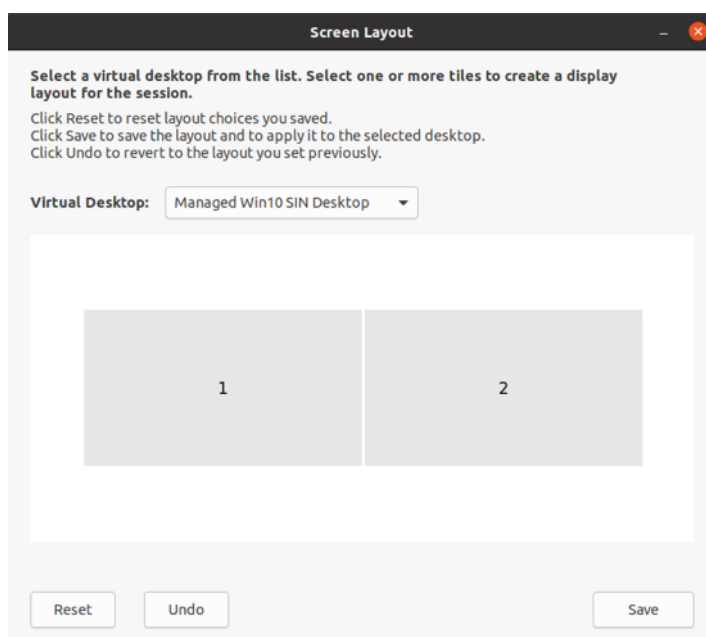 Screen Layout
Select a virtual desktop from the list. Select one or more tiles to create a display
layout for the session.
Click Reset to reset layout choices you saved.
Click Save to save the layout and to apply it to the selected desktop.
Click Undo to revert to the layout you set previously.
Virtual Desktop: Managed Win10 SIN Desktop
1 2
Reset Undo Save